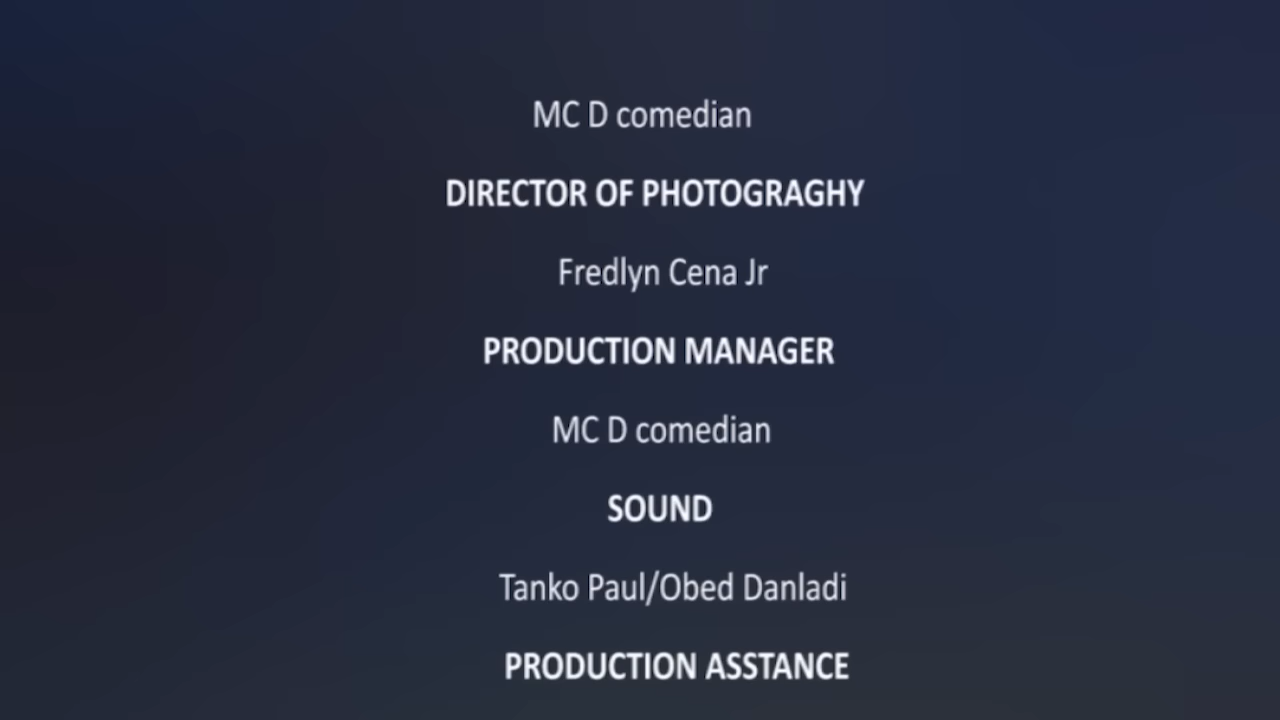 MC D comedian
DIRECTOR OF PHOTOGRAGHY
Fredlyn Cena Jr
PRODUCTION MANAGER
MC D comedian
SOUND
Tanko Paul/Obed Danladi
PRODUCTION ASSTANCE